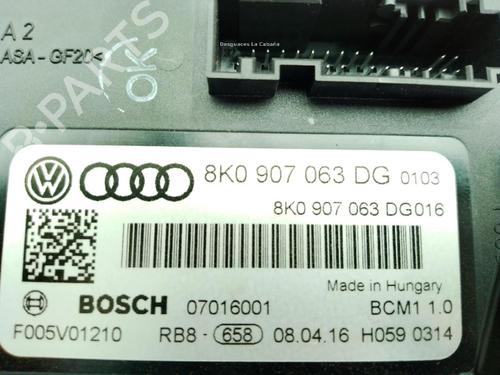 A 2
ASA-GF20<
OK
Desguaces La Cabaña
B-PARTS
8K0 907 063 DG 0103
8K0 907 063 DG016
Made in Hungary
BOSCH 07016001 BCM1 1.0
F005V01210 RB8- 658 08.04.16 H059 0314